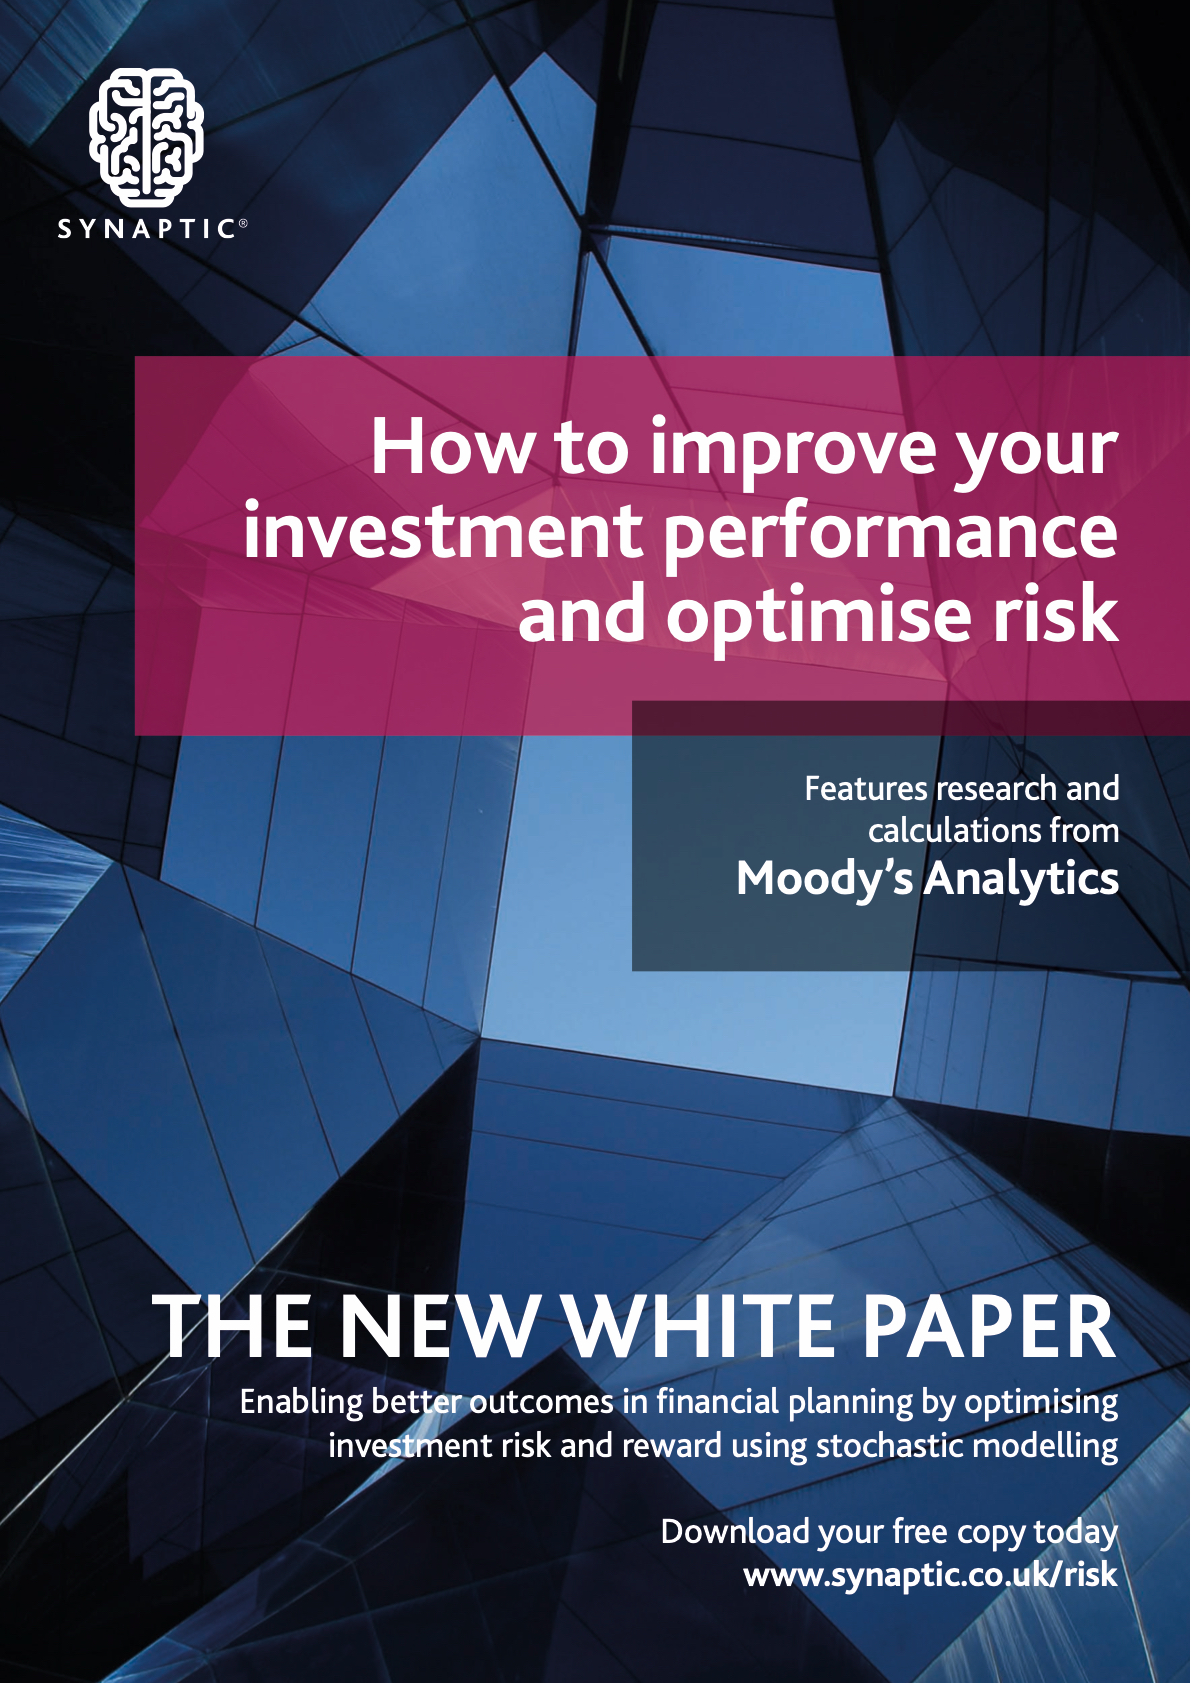 SYNAPTIC®
How to improve your
investment performance
and optimise risk
Features research and
calculations from
Moody’s Analytics
THE NEW WHITE PAPER
Enabling better outcomes in financial planning by optimising
investment risk and reward using stochastic modelling
Download your free copy today
www.synaptic.co.uk/risk